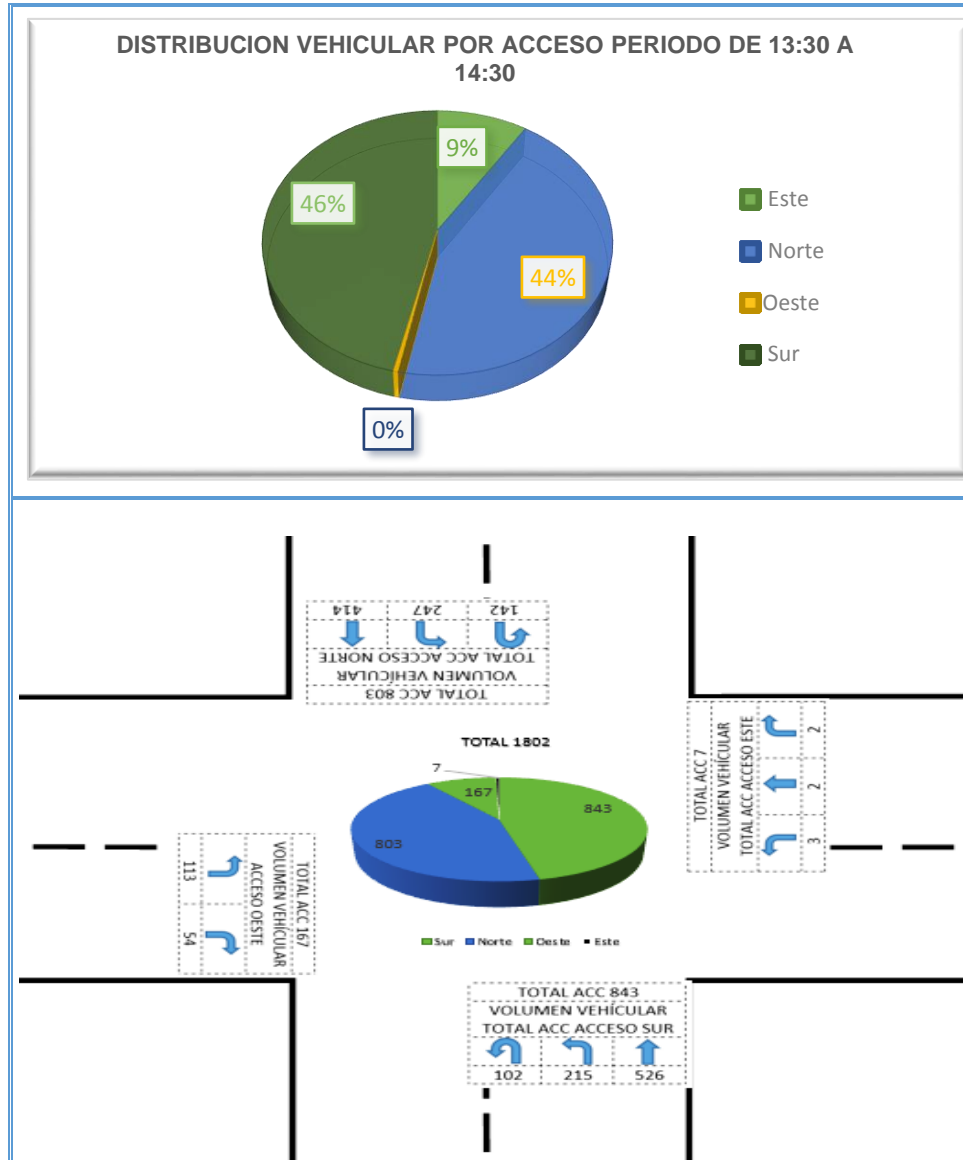 DISTRIBUCION VEHICULAR POR ACCESO PERIODO DE 13:30 A
14:30
9%
46%
44%
0%
Este
Norte
Oeste
Sur
414 247 142
TOTAL ACC ACCESO NORTE
VOLUMEN VEHÍCULAR
TOTAL ACC 803
TOTAL ACC 7
VOLUMEN VEHÍCULAR
TOTAL ACC ACCESO ESTE
2 2 3
TOTAL 1820
7
167
843
803
Sur Norte Oeste Este
TOTAL ACC 167
VOLUMEN VEHÍCULAR
ACCESO OESTE
113 54
TOTAL ACC 843
VOLUMEN VEHÍCULAR
TOTAL ACC ACCESO SUR
102 215 526